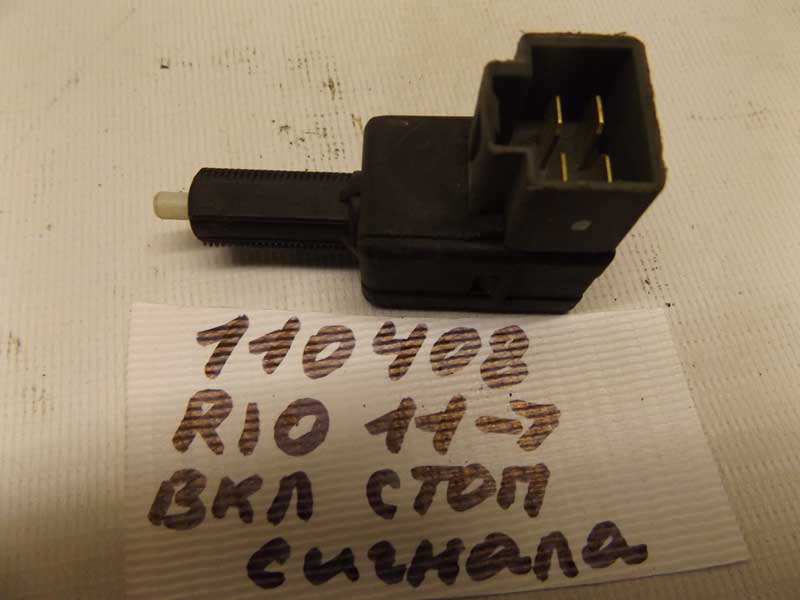 110408
RIO 11->
ВКЛ СТОП
сигнала